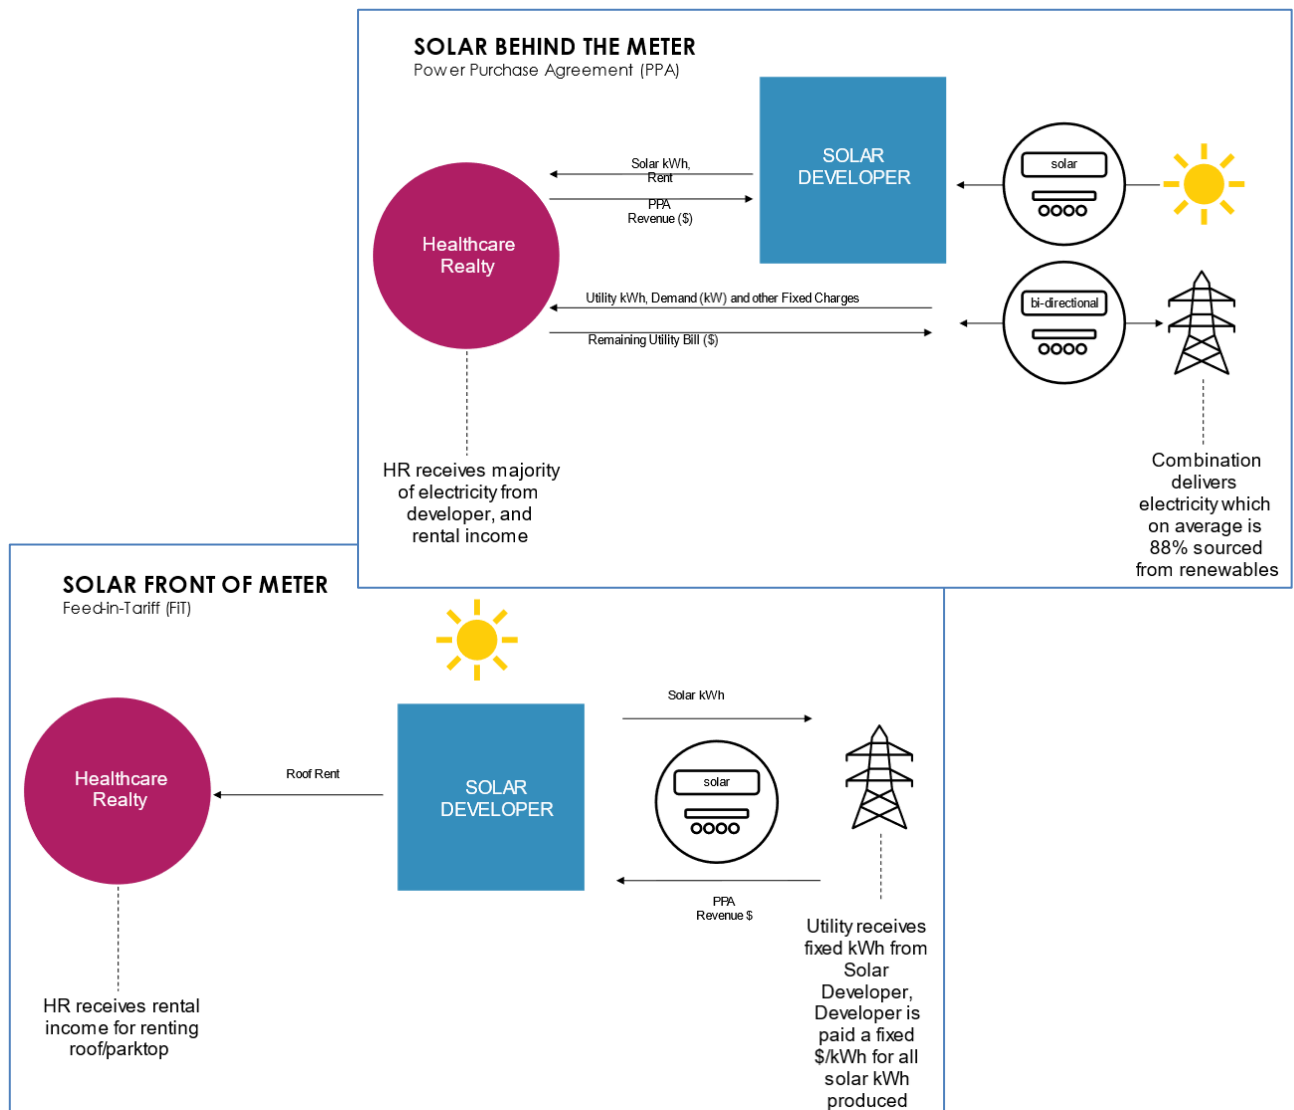 SOLAR BEHIND THE METER
Power Purchase Agreement (PPA)
SOLAR
DEVELOPER
solar
Solar kWh,
Rent
PPA
Revenue ($)
Healthcare
Realty
Utility kWh, Demand (kW) and other Fixed Charges
Remaining Utility Bill ($)
bi-directional
HR receives majority
of electricity from
developer, and
rental income
Combination
delivers
electricity which
on average is
88% sourced
from renewables
SOLAR FRONT OF METER
Feed-in-Tariff (FiT)
Healthcare
Realty
Roof Rent
SOLAR
DEVELOPER
Solar kWh
solar
PPA
Revenue $
HR receives rental
income for renting
roof/parktop
Utility receives
fixed kWh from
Solar
Developer,
Developer is
paid a fixed
$/kWh for all
solar kWh
produced